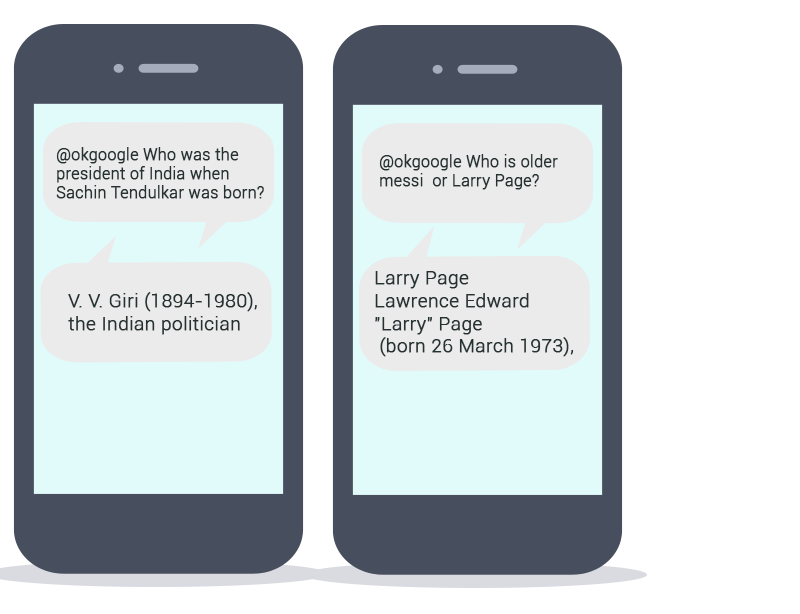 @okgoogle Who was the
president of India when
Sachin Tendulkar was born?
V. V. Giri (1894-1980),
the Indian politician
@okgoogle Who is older
messi  or Larry Page?
Larry Page
Lawrence Edward
"Larry" Page
(born 26 March 1973),